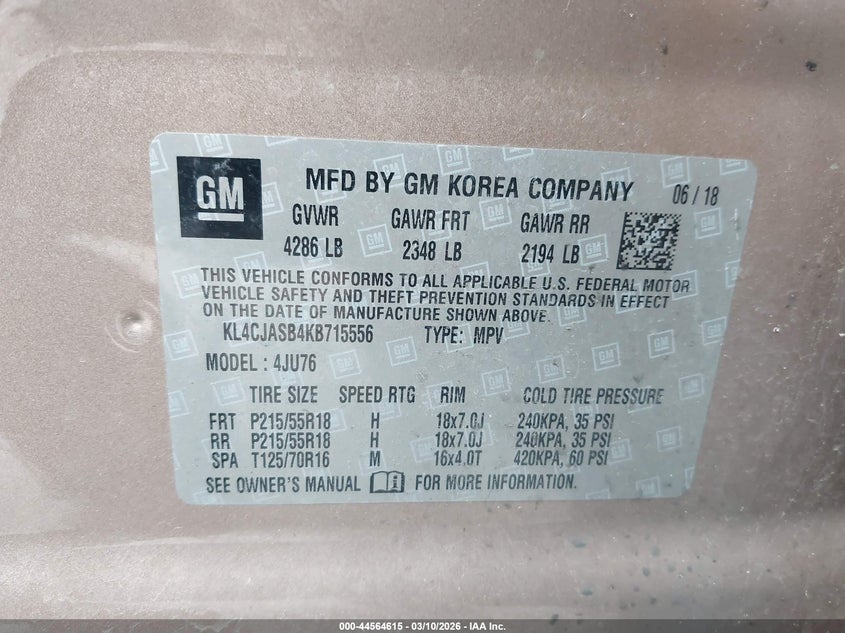 GM MFD BY GM KOREA COMPANY 06 / 18
GVWR GAWR FRT GAWR RR
4286 LB 2348 LB 2194 LB
THIS VEHICLE CONFORMS TO ALL APPLICABLE U.S. FEDERAL MOTOR
VEHICLE SAFETY AND THEFT PREVENTION STANDARDS IN EFFECT
ON THE DATE OF MANUFACTURE SHOWN ABOVE.
KL4CJASB4KB715556 TYPE: MPV
MODEL : 4JU76
TIRE SIZE SPEED RTG RIM COLD TIRE PRESSURE
FRT P215/55R18 H 18x7.0J 240KPA, 35 PSI
RR P215/55R18 H 18x7.0J 240KPA, 35 PSI
SPA T125/70R16 M 16x4.0T 420KPA, 60 PSI
SEE OWNER'S MANUAL FOR MORE INFORMATION.
000-44564615 - 03/10/2026 - IAA Inc.